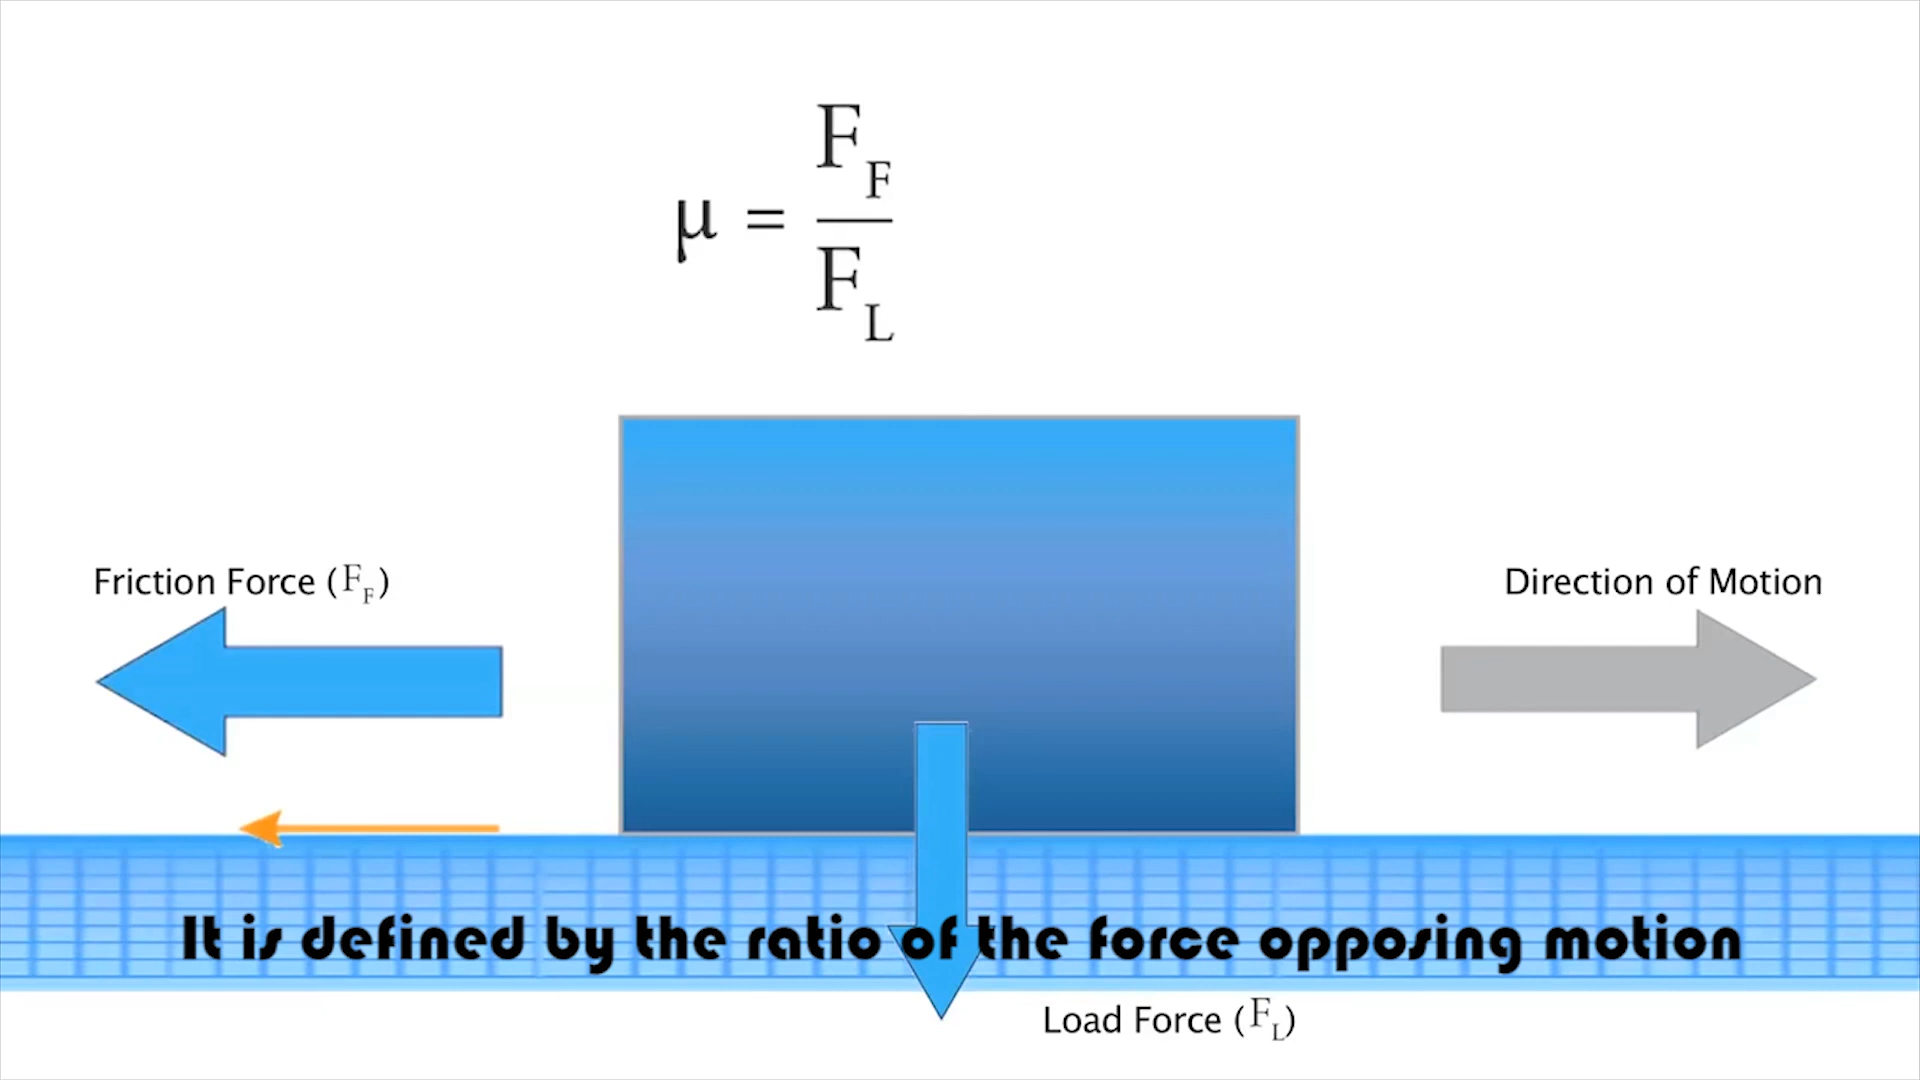 μ = F_F / F_L
Friction Force (F_F)
Direction of Motion
It is defined by the ratio of the force opposing motion
Load Force (F_L)